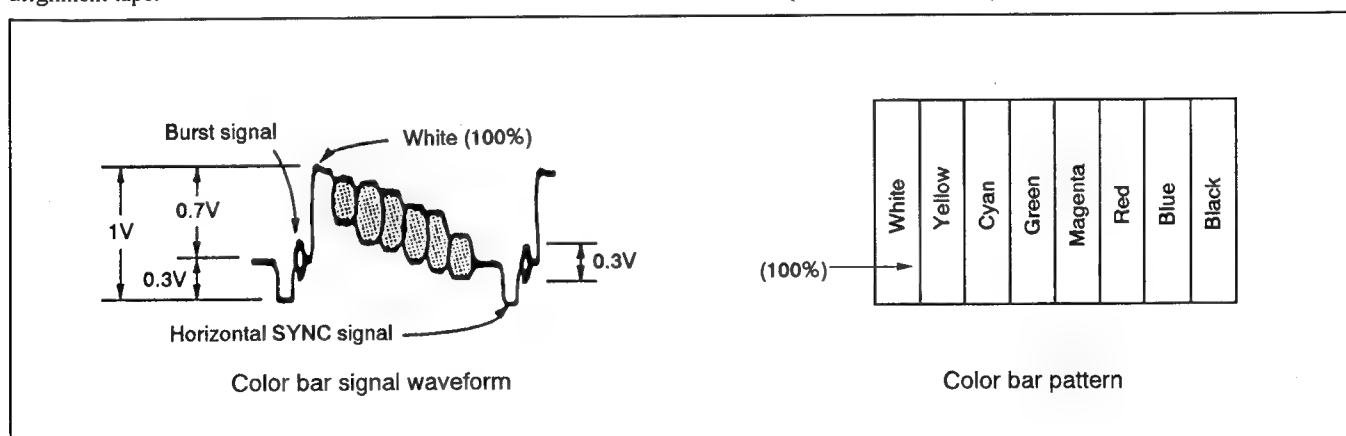 alignment tape.
Burst signal
White (100%)
1V
0.7V
0.3V
0.3V
Horizontal SYNC signal
Color bar signal waveform
(100%)
White
Yellow
Cyan
Green
Magenta
Red
Blue
Black
Color bar pattern